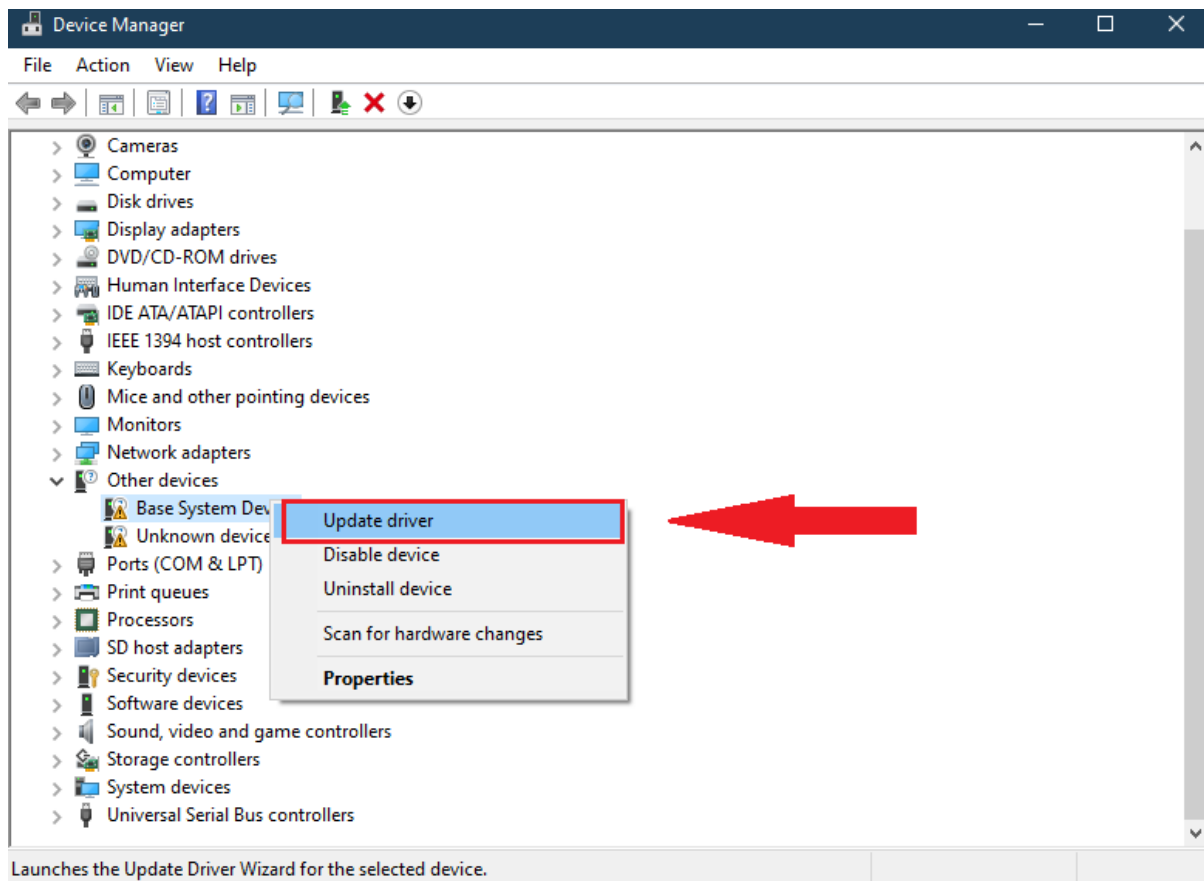 Device Manager
File Action View Help
Cameras
Computer
Disk drives
Display adapters
DVD/CD-ROM drives
Human Interface Devices
IDE ATA/ATAPI controllers
IEEE 1394 host controllers
Keyboards
Mice and other pointing devices
Monitors
Network adapters
Other devices
Base System Dev
Update driver
Unknown device
Disable device
Ports (COM & LPT)
Uninstall device
Print queues
Processors
Scan for hardware changes
SD host adapters
Security devices
Properties
Software devices
Sound, video and game controllers
Storage controllers
System devices
Universal Serial Bus controllers
Launches the Update Driver Wizard for the selected device.